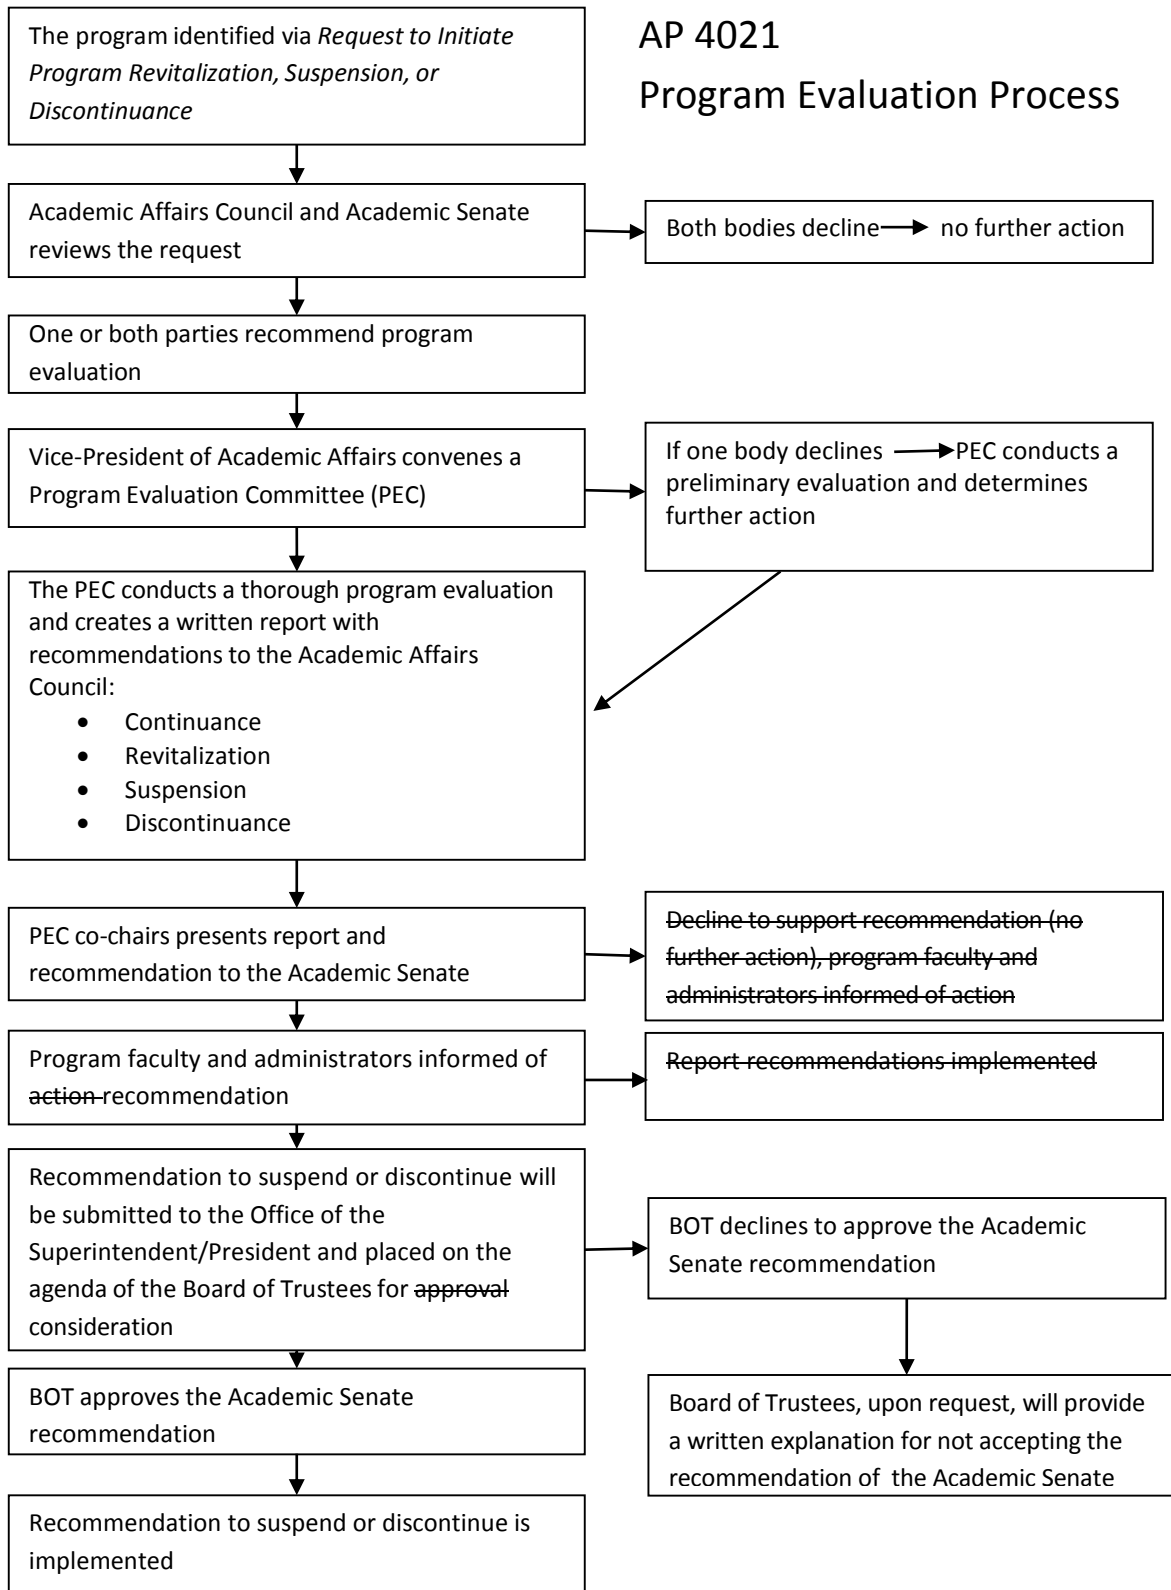 AP 4021
Program Evaluation Process
The program identified via Request to Initiate
Program Revitalization, Suspension, or
Discontinuance
Academic Affairs Council and Academic Senate
reviews the request
Both bodies decline no further action
One or both parties recommend program
evaluation
Vice-President of Academic Affairs convenes a
Program Evaluation Committee (PEC)
If one body declines PEC conducts a
preliminary evaluation and determines
further action
The PEC conducts a thorough program evaluation
and creates a written report with
recommendations to the Academic Affairs
Council:
• Continuance
• Revitalization
• Suspension
• Discontinuance
PEC co-chairs presents report and
recommendation to the Academic Senate
Decline to support recommendation (no
further action), program faculty and
administrators informed of action
Program faculty and administrators informed of
action recommendation
Report recommendations implemented
Recommendation to suspend or discontinue will
be submitted to the Office of the
Superintendent/President and placed on the
agenda of the Board of Trustees for approval
consideration
BOT declines to approve the Academic
Senate recommendation
BOT approves the Academic Senate
recommendation
Board of Trustees, upon request, will provide
a written explanation for not accepting the
recommendation of the Academic Senate
Recommendation to suspend or discontinue is
implemented